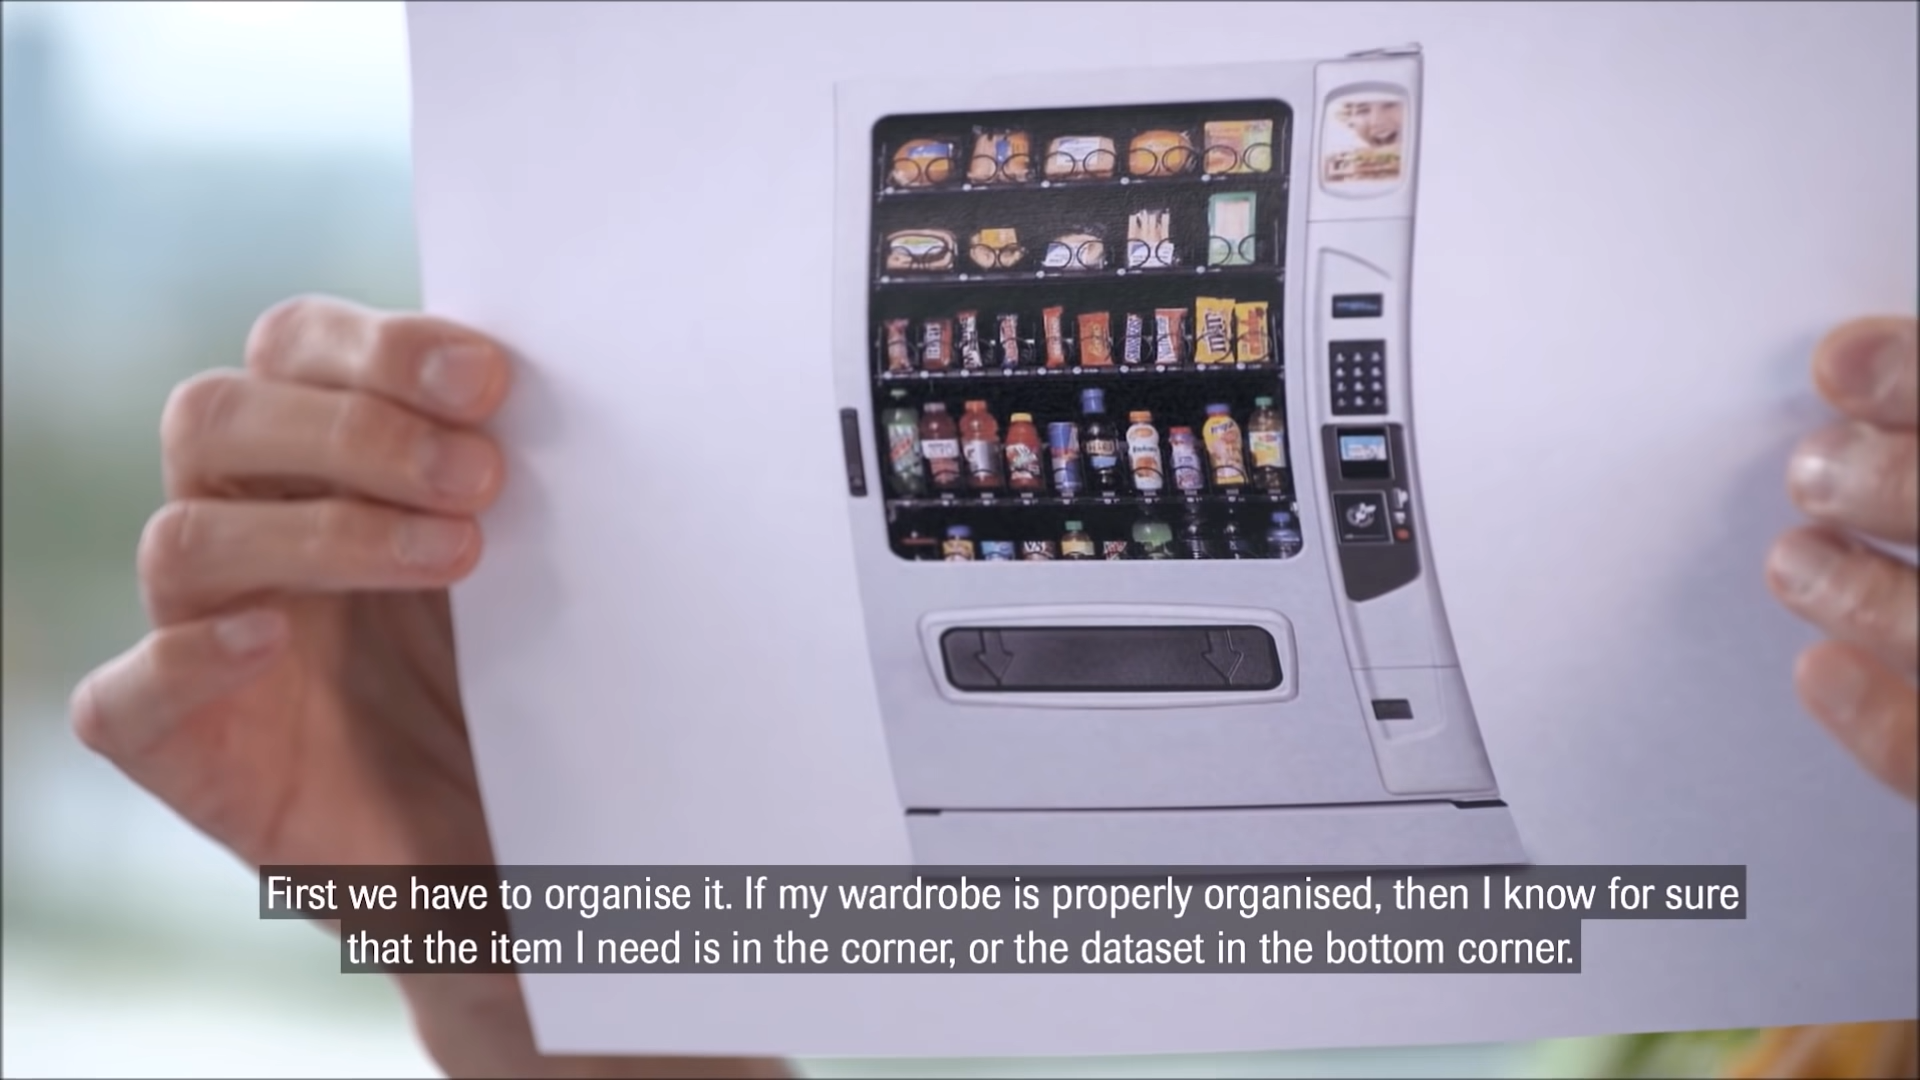 First we have to organise it. If my wardrobe is properly organised, then I know for sure
that the item I need is in the corner, or the dataset in the bottom corner.